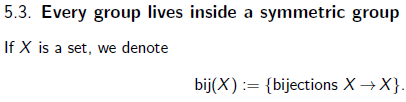 5.3. Every group lives inside a symmetric group
If X is a set, we denote
bij(X) := {bijections X → X}.